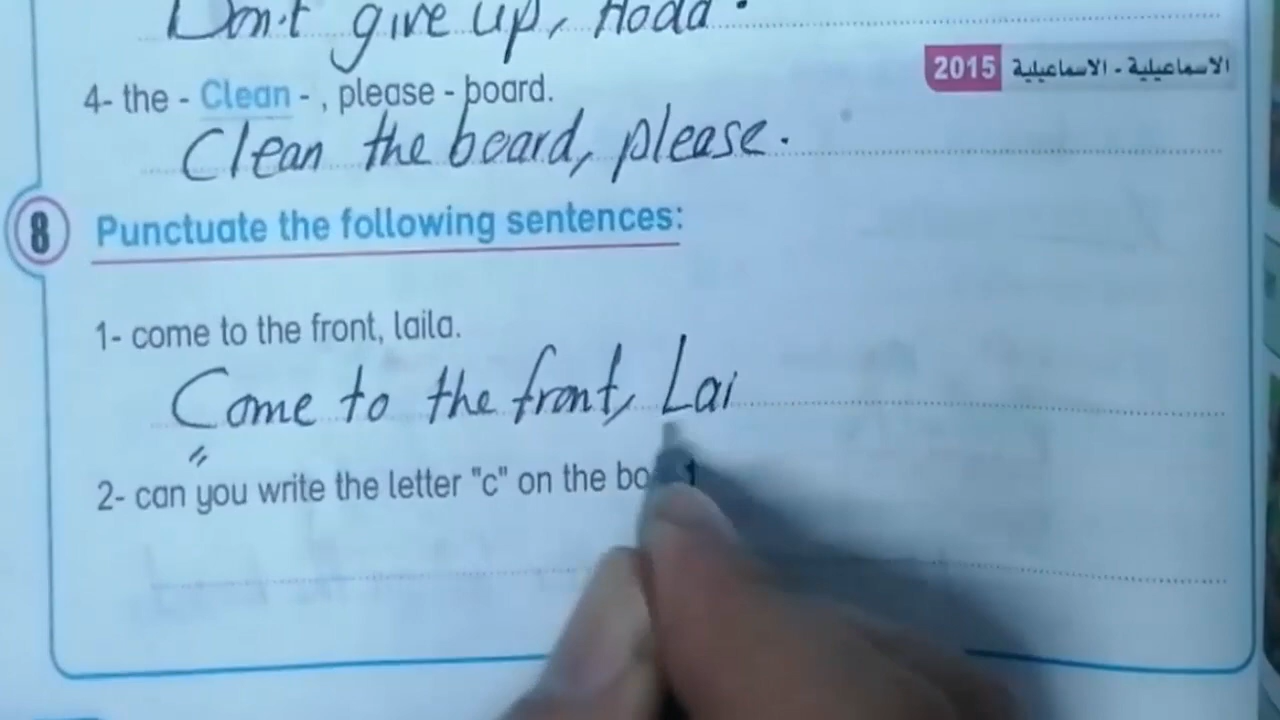 Don't give up, Hoda.
4- the - Clean - , please - board.
2015 الاسماعيلية - الاسماعيلية
Clean the board, please.
8 Punctuate the following sentences:
1- come to the front, laila.
Come to the front, Lai
2- can you write the letter "c" on the